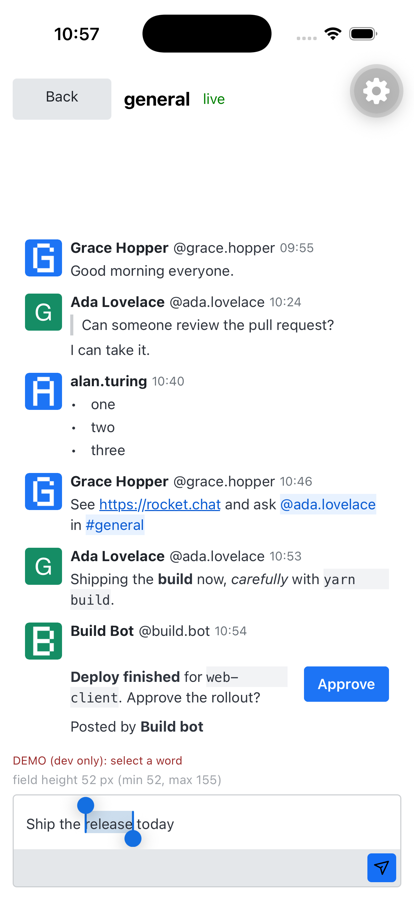 10:57
Back
general live
G
Grace Hopper @grace.hopper 09:55
Good morning everyone.
G
Ada Lovelace @ada.lovelace 10:24
Can someone review the pull request?
I can take it.
A
alan.turing 10:40
• one
• two
• three
G
Grace Hopper @grace.hopper 10:46
See https://rocket.chat and ask @ada.lovelace
in #general
G
Ada Lovelace @ada.lovelace 10:53
Shipping the build now, carefully with yarn
build.
B
Build Bot @build.bot 10:54
Deploy finished for web-
client. Approve the rollout?
Approve
Posted by Build bot
DEMO (dev only): select a word
field height 52 px (min 52, max 155)
Ship the release today